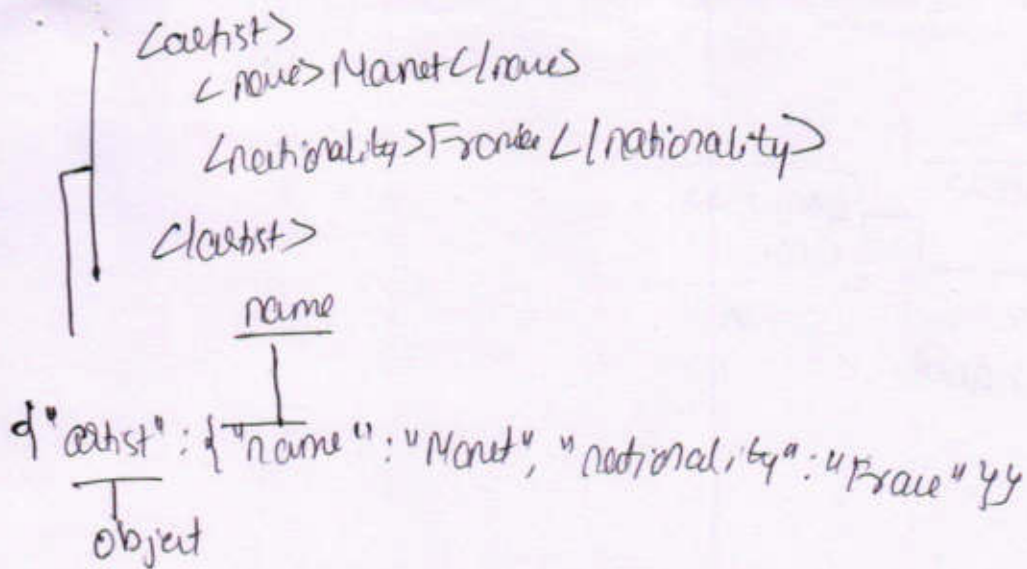 <artist>
<name>Manet</name>
<nationality>France</nationality>
</artist>
name
{"artist":{"name":"Manet","nationality":"France"}}
object